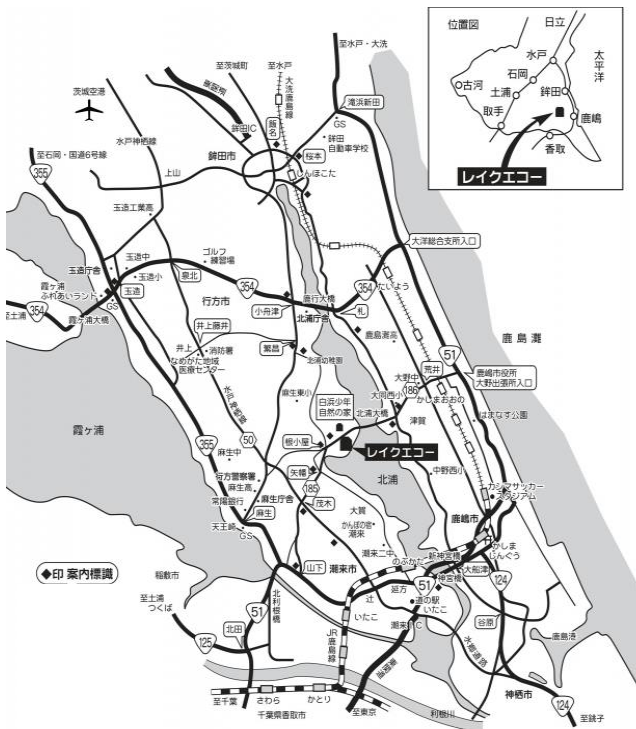 位置図
日立
水戸
太平洋
石岡
古河
土浦
鉾田
取手
鹿嶋
香取
レイクエコー
至水戸・大洗
至茨城町
至水戸
大洗鹿島線
茨城空港
東関道
鉾田IC
飯名
滝浜新田
GS
水戸神栖線
鉾田自動車学校
鉾田市
桜本
至石岡・国道6号線
355
上山
しんほこた
玉造工業高
大洋総合支所入口
玉造庁舎
玉造中
玉造小
ゴルフ練習場
泉北
霞ヶ浦ふれあいランド
玉造
GS
354
霞ヶ浦大橋
至土浦
354
行方市
小舟津
鹿行大橋
354
たいよう
北浦庁舎
札
鹿島灘
51
井上藤井
井上
消防署
なめがた地域医療センター
繁昌
北浦幼稚園
鹿島灘高
荒井
鹿嶋市役所大野出張所入口
大野中
麻生東小
大同西小
186
かしまおおの
白浜少年自然の家
北浦大橋
津賀
はまなす公園
霞ヶ浦
50
355
麻生中
根小屋
レイクエコー
行方警察署
矢幡
北浦
中野西小
カシマサッカースタジアム
麻生高
185
常陽銀行
麻生庁舎
茂木
大賀
麻生
かんぽの宿潮来
鹿嶋市
天王崎
GS
潮来二中
のぶかた
新神宮橋
かしまじんぐう
◆印 案内標識
山下
潮来市
大船津
稲敷市
51
神宮橋
124
延方
辻
道の駅いたこ
至土浦つくば
51
北利根橋
いたこ
谷原
125
北田
JR鹿島線
潮来IC
水郷道路
鹿島港
東関道
神栖市
至千葉
さわら
かとり
至東京
利根川
124
千葉県香取市
至銚子